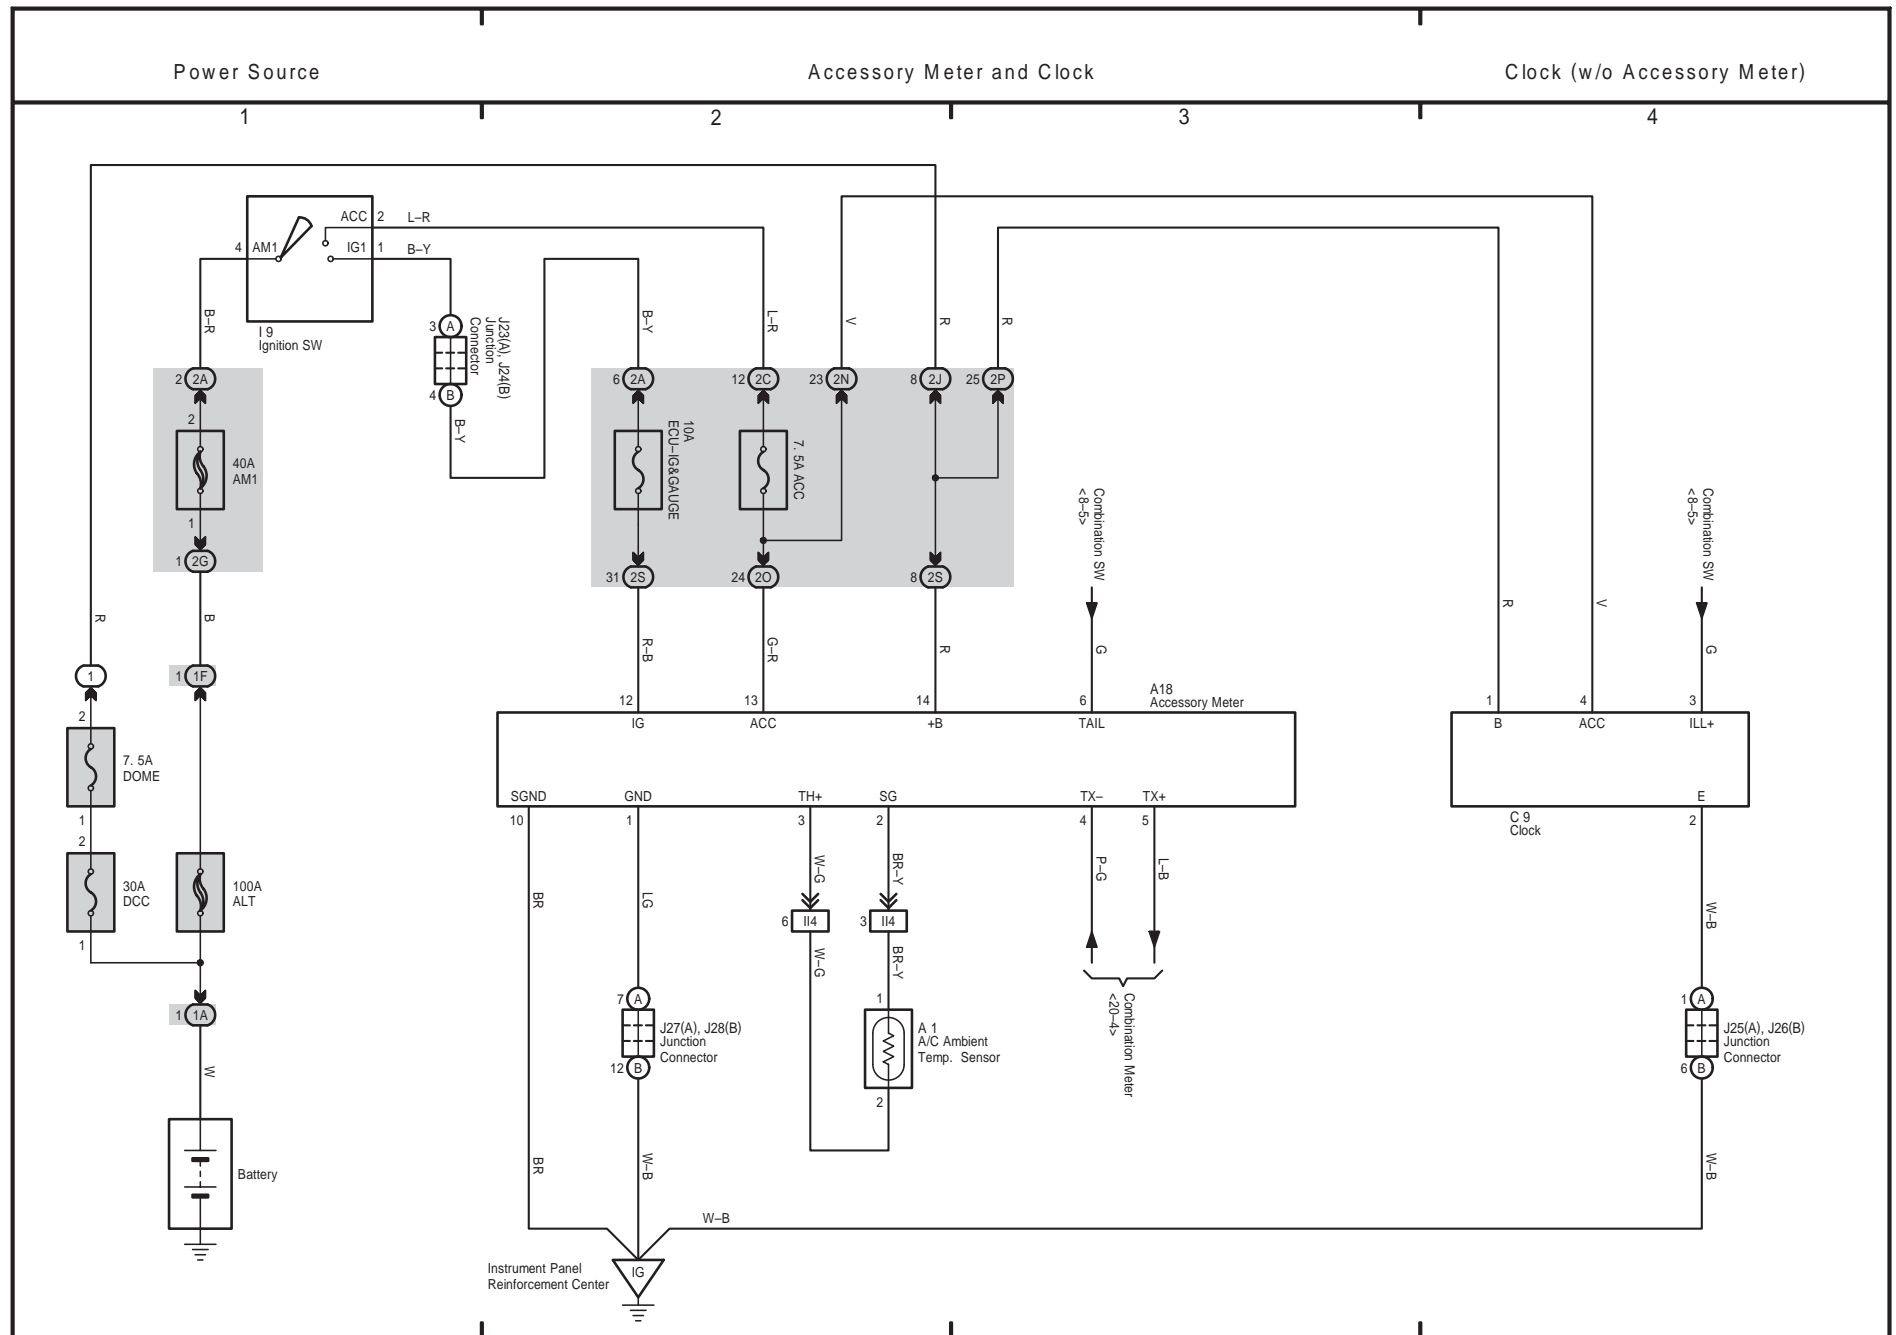 Power Source
Accessory Meter and Clock
Clock (w/o Accessory Meter)
1
2
3
4
ACC
2
L–R
4
AM1
IG1
1
B–Y
I 9
Ignition SW
B–R
3
A
J23(A), J24(B)
Junction
Connector
4
B
B–Y
B–Y
L–R
V
R
R
2
2A
6
2A
12
2C
23
2N
8
2J
25
2P
2
40A
AM1
1
1
2G
10A
ECU–IG&GAUGE
7. 5A ACC
31
2S
24
2O
8
2S
Combination SW
<8–5>
Combination SW
<8–5>
R
B
R–B
G–R
R
G
R
V
G
1
1
1F
12
13
14
6
A18
Accessory Meter
1
4
3
IG
ACC
+B
TAIL
B
ACC
ILL+
2
7. 5A
DOME
1
2
30A
DCC
1
100A
ALT
SGND
GND
TH+
SG
TX–
TX+
E
10
1
3
2
4
5
C 9
Clock
2
BR
LG
W–G
BR–Y
P–G
L–B
W–B
6
II4
3
II4
W–G
BR–Y
1
1A
W
7
A
J27(A), J28(B)
Junction
Connector
12
B
1
A 1
A/C Ambient
Temp. Sensor
2
Combination Meter
<20–4>
1
A
J25(A), J26(B)
Junction
Connector
6
B
Battery
BR
W–B
W–B
W–B
Instrument Panel
Reinforcement Center
IG